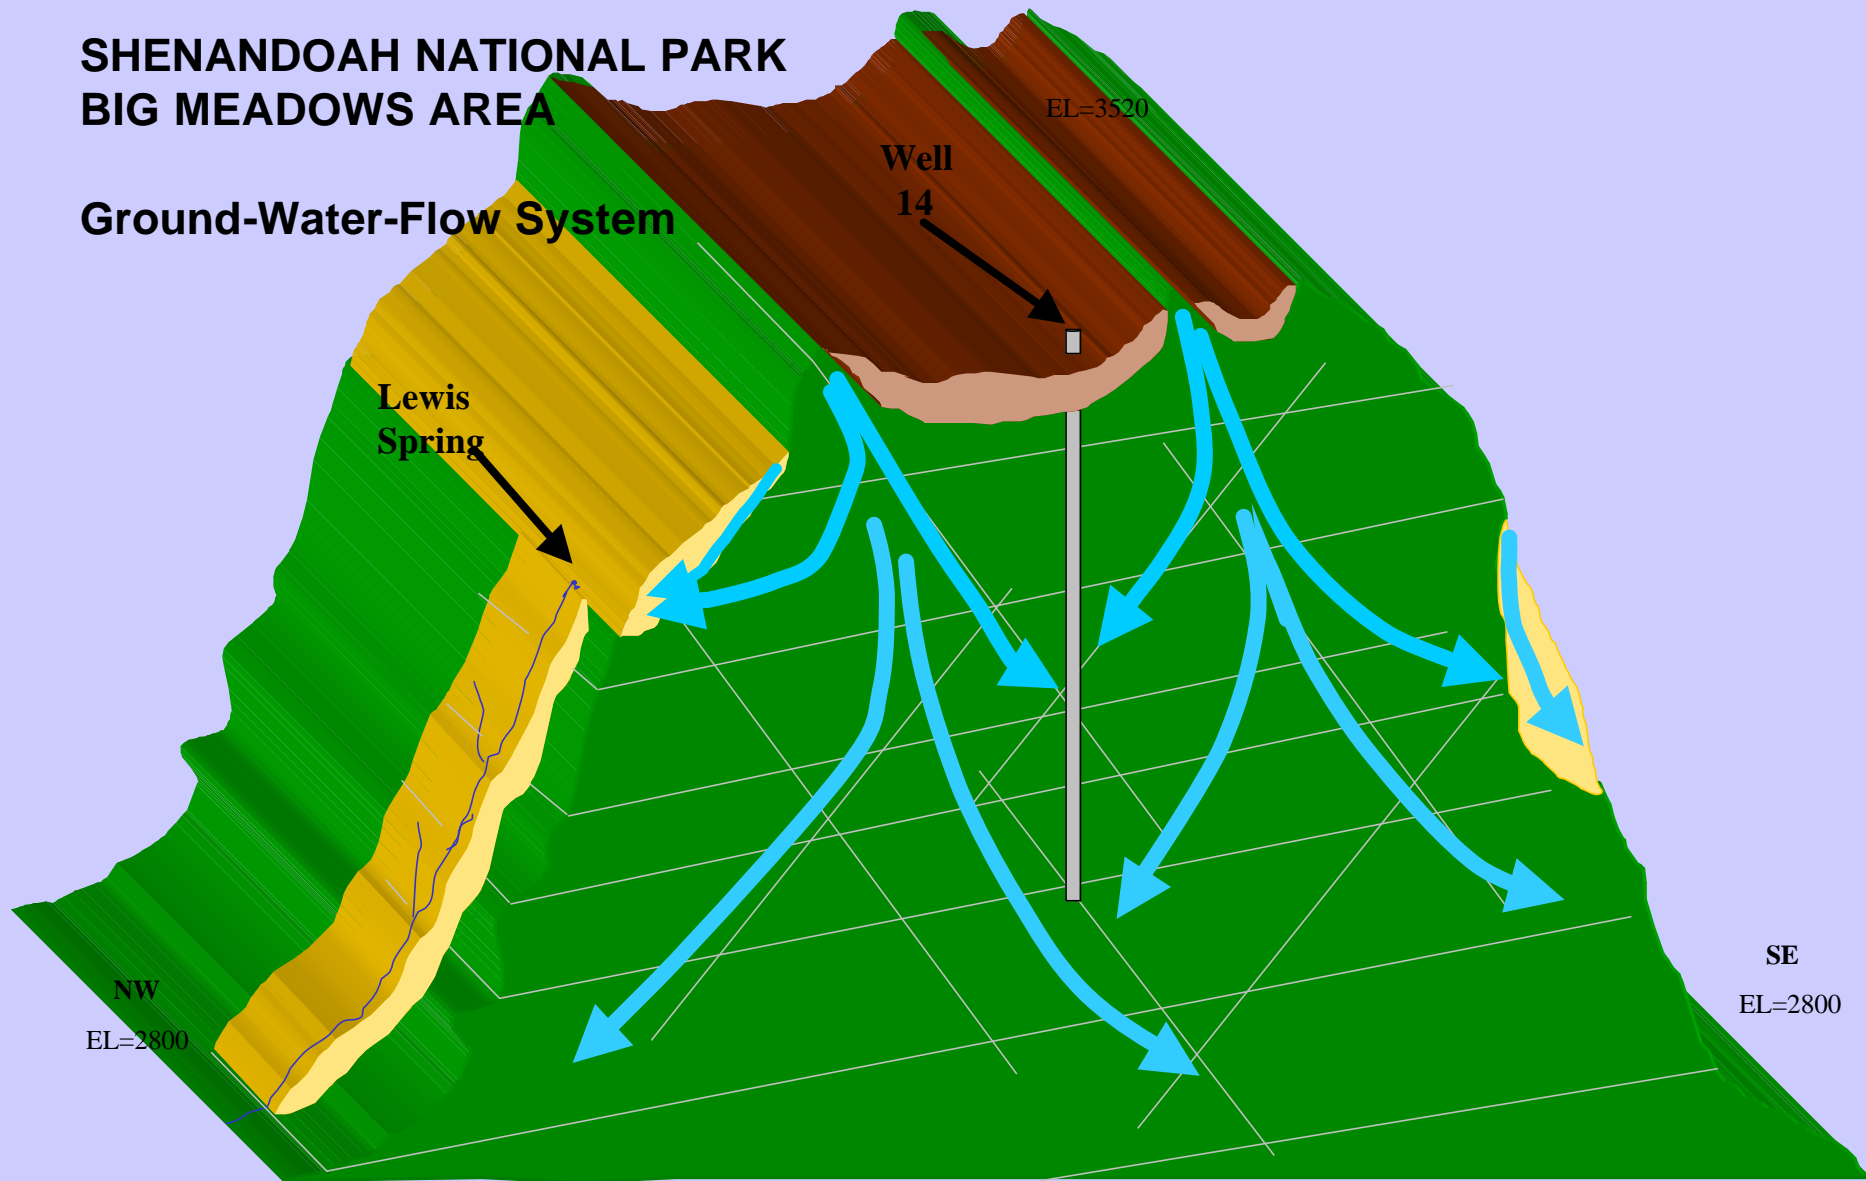 SHENANDOAH NATIONAL PARK
BIG MEADOWS AREA
Ground-Water-Flow System
EL=3520
Well
14
Lewis
Spring
NW
EL=2800
SE
EL=2800